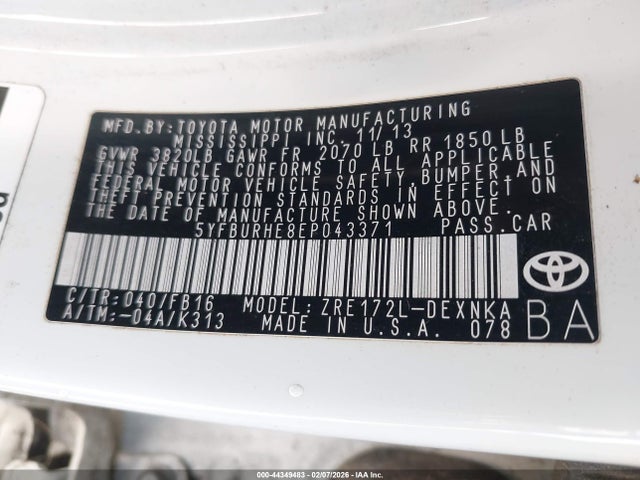 MFD.BY:TOYOTA MOTOR MANUFACTURING
MISSISSIPPI INC. 11/13
GVWR 3820LB GAWR FR 2070 LB RR 1850 LB
THIS VEHICLE CONFORMS TO ALL APPLICABLE
FEDERAL MOTOR VEHICLE SAFETY, BUMPER, AND
THEFT PREVENTION STANDARDS IN EFFECT ON
THE DATE OF MANUFACTURE SHOWN ABOVE.
5YFBURHE8EP043371 PASS.CAR
C/TR:040/FB16 MODEL:ZRE172L-DEXNKA
A/TM:-04A/K313 MADE IN U.S.A. 078
BA
000-44349483 - 02/07/2026 - IAA Inc.